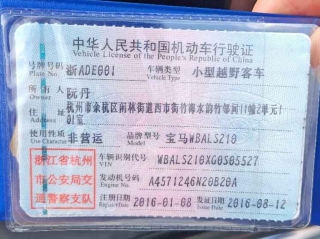 中华人民共和国机动车行驶证
Vehicle License of the People's Republic of China
号牌号码 浙ADE001 车辆类型 小型越野客车
Plate No. Vehicle Type
所有人 阮丹
Owner
住址 杭州市余杭区闲林街道西市街竹海水韵竹邻间11幢2单元1
Address 01室
使用性质 非营运 品牌型号 宝马WBALS210
Use Character Model
浙江省杭州 车辆识别代号 WBALS210XG0S05527
VIN
市公安局交 发动机号码 A4571246N20B20A
Engine No.
通警察支队 注册日期 2016-01-08 发证日期 2016-08-12
Register Date Issue Date